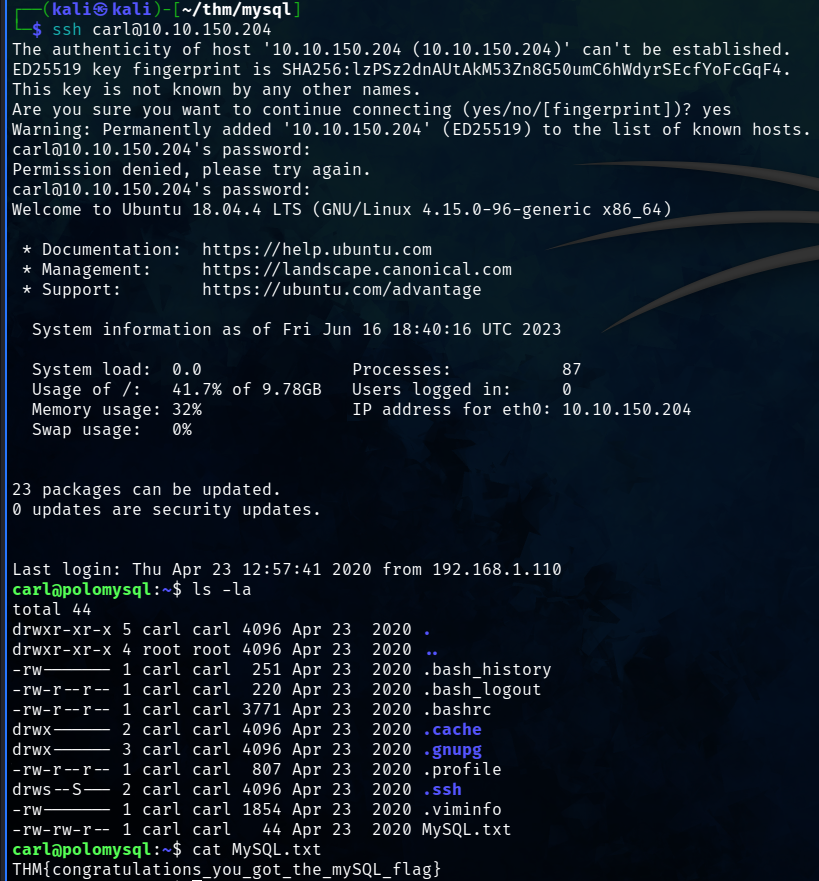 ┌──(kali㉿kali)-[~/thm/mysql]
└─$ ssh carl@10.10.150.204
The authenticity of host '10.10.150.204 (10.10.150.204)' can't be established.
ED25519 key fingerprint is SHA256:lzPSz2dnAUtAkM53Zn8G50umC6hWdyrSEcfYoFcGqF4.
This key is not known by any other names.
Are you sure you want to continue connecting (yes/no/[fingerprint])? yes
Warning: Permanently added '10.10.150.204' (ED25519) to the list of known hosts.
carl@10.10.150.204's password:
Permission denied, please try again.
carl@10.10.150.204's password:
Welcome to Ubuntu 18.04.4 LTS (GNU/Linux 4.15.0-96-generic x86_64)

 * Documentation:  https://help.ubuntu.com
 * Management:     https://landscape.canonical.com
 * Support:        https://ubuntu.com/advantage

  System information as of Fri Jun 16 18:40:16 UTC 2023

  System load:  0.0               Processes:           87
  Usage of /:   41.7% of 9.78GB   Users logged in:     0
  Memory usage: 32%               IP address for eth0: 10.10.150.204
  Swap usage:   0%


23 packages can be updated.
0 updates are security updates.


Last login: Thu Apr 23 12:57:41 2020 from 192.168.1.110
carl@polomysql:~$ ls -la
total 44
drwxr-xr-x 5 carl carl 4096 Apr 23  2020 .
drwxr-xr-x 4 root root 4096 Apr 23  2020 ..
-rw------- 1 carl carl  251 Apr 23  2020 .bash_history
-rw-r--r-- 1 carl carl  220 Apr 23  2020 .bash_logout
-rw-r--r-- 1 carl carl 3771 Apr 23  2020 .bashrc
drwx------ 2 carl carl 4096 Apr 23  2020 .cache
drwx------ 3 carl carl 4096 Apr 23  2020 .gnupg
-rw-r--r-- 1 carl carl  807 Apr 23  2020 .profile
drws--S--- 2 carl carl 4096 Apr 23  2020 .ssh
-rw------- 1 carl carl 1854 Apr 23  2020 .viminfo
-rw-rw-r-- 1 carl carl   44 Apr 23  2020 MySQL.txt
carl@polomysql:~$ cat MySQL.txt
THM{congratulations_you_got_the_mySQL_flag}